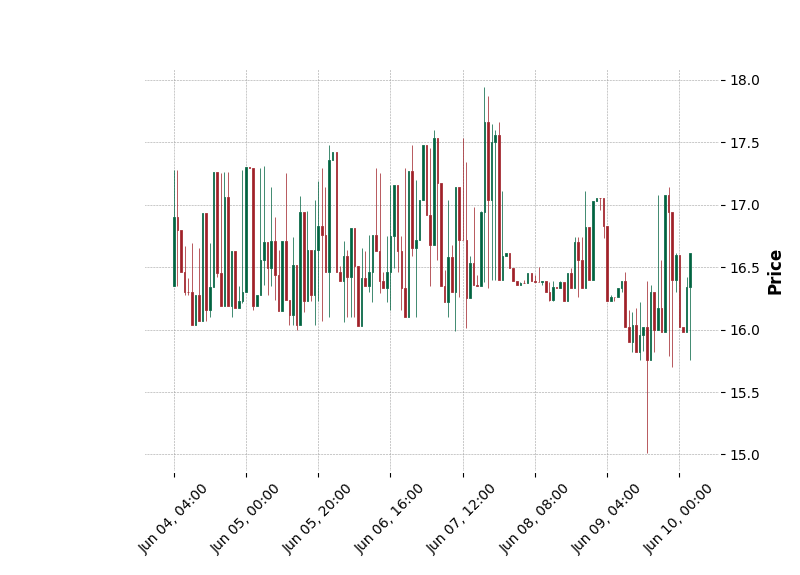 18.0
17.5
17.0
16.5
16.0
15.5
15.0
Price
Jun 04, 04:00
Jun 05, 00:00
Jun 05, 20:00
Jun 06, 16:00
Jun 07, 12:00
Jun 08, 08:00
Jun 09, 04:00
Jun 10, 00:00